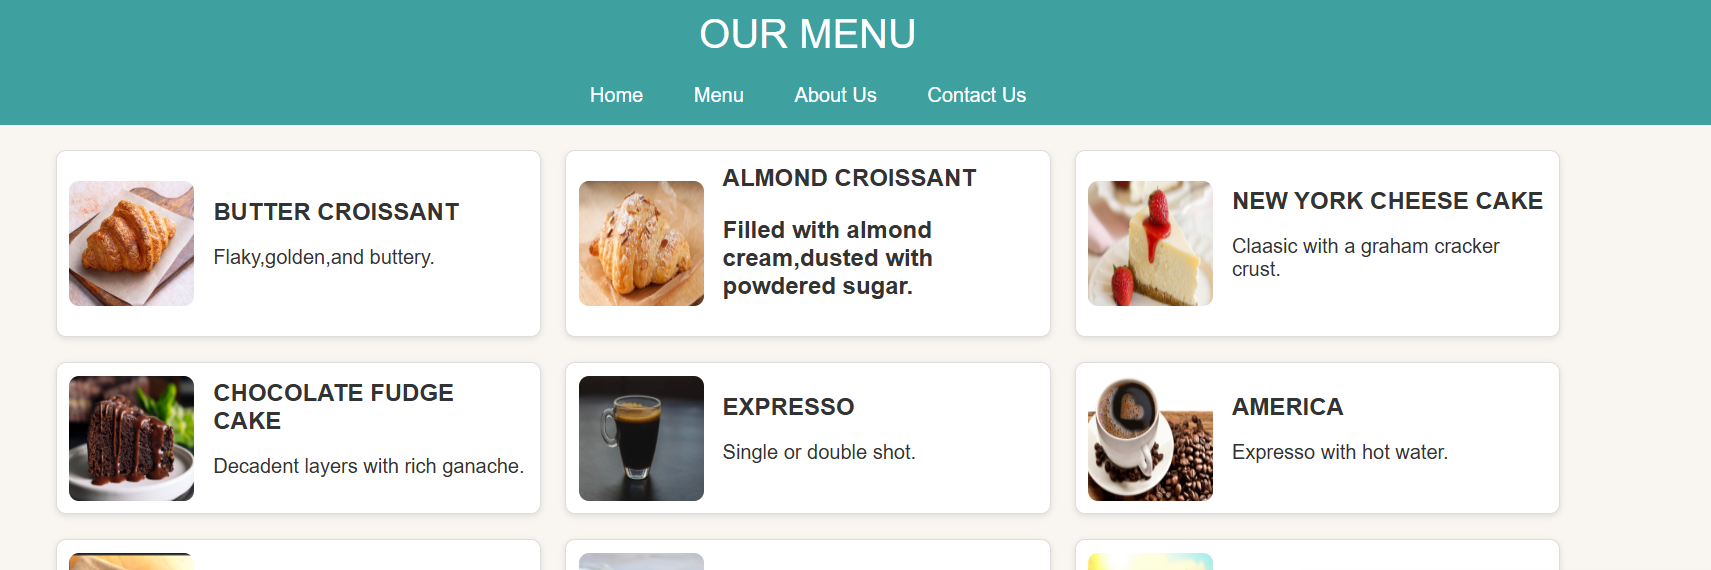 OUR MENU
Home Menu About Us Contact Us
BUTTER CROISSANT
Flaky,golden,and buttery.
ALMOND CROISSANT
Filled with almond
cream,dusted with
powdered sugar.
NEW YORK CHEESE CAKE
Claasic with a graham cracker
crust.
CHOCOLATE FUDGE
CAKE
Decadent layers with rich ganache.
EXPRESSO
Single or double shot.
AMERICA
Expresso with hot water.